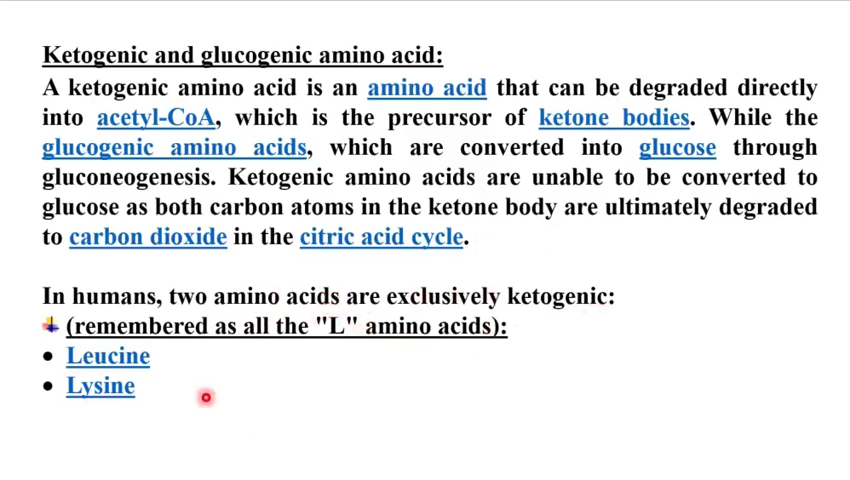 Ketogenic and glucogenic amino acid:
A ketogenic amino acid is an amino acid that can be degraded directly
into acetyl-CoA, which is the precursor of ketone bodies. While the
glucogenic amino acids, which are converted into glucose through
gluconeogenesis. Ketogenic amino acids are unable to be converted to
glucose as both carbon atoms in the ketone body are ultimately degraded
to carbon dioxide in the citric acid cycle.
In humans, two amino acids are exclusively ketogenic:
(remembered as all the "L" amino acids):
• Leucine
• Lysine